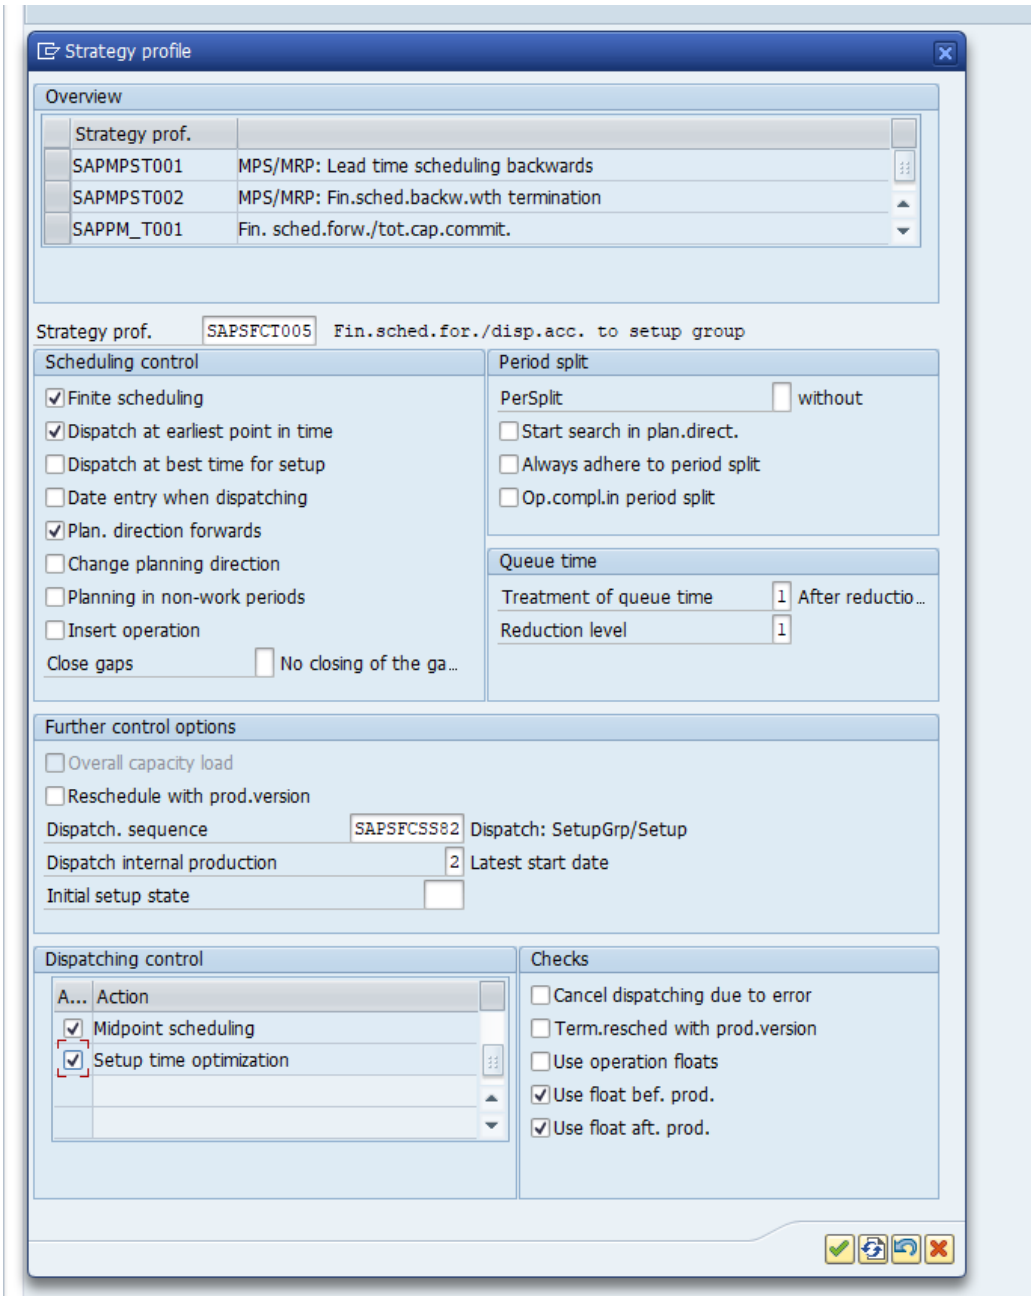 Strategy profile
Overview
Strategy prof.
SAPMPST001 MPS/MRP: Lead time scheduling backwards
SAPMPST002 MPS/MRP: Fin.sched.backw.wth termination
SAPPM_T001 Fin. sched.forw./tot.cap.commit.
Strategy prof. SAPSFCT005 Fin.sched.for./disp.acc. to setup group
Scheduling control
Finite scheduling
Dispatch at earliest point in time
Dispatch at best time for setup
Date entry when dispatching
Plan. direction forwards
Change planning direction
Planning in non-work periods
Insert operation
Close gaps No closing of the ga...
Period split
PerSplit without
Start search in plan.direct.
Always adhere to period split
Op.compl.in period split
Queue time
Treatment of queue time 1 After reductio...
Reduction level 1
Further control options
Overall capacity load
Reschedule with prod.version
Dispatch. sequence SAPSFCSS82 Dispatch: SetupGrp/Setup
Dispatch internal production 2 Latest start date
Initial setup state
Dispatching control
A... Action
Midpoint scheduling
Setup time optimization
Checks
Cancel dispatching due to error
Term.resched with prod.version
Use operation floats
Use float bef. prod.
Use float aft. prod.